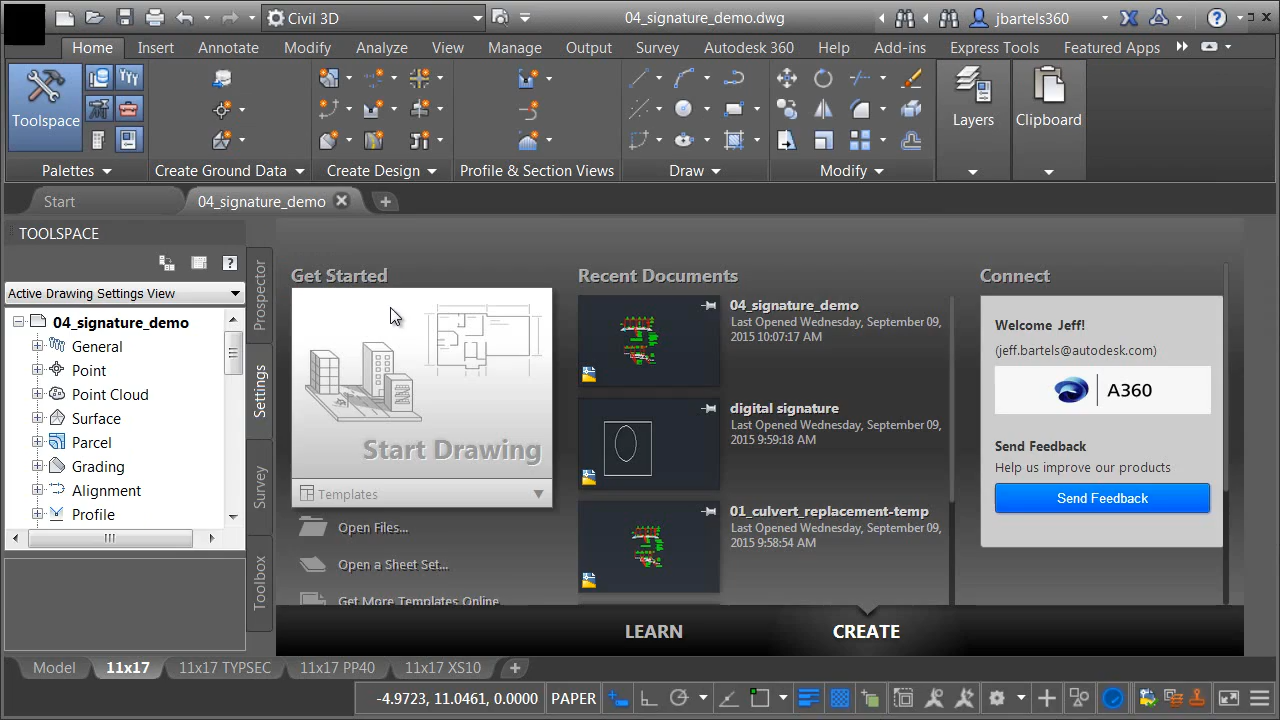 Civil 3D
04_signature_demo.dwg
jbartels360
Home Insert Annotate Modify Analyze View Manage Output Survey Autodesk 360 Help Add-ins Express Tools Featured Apps
Toolspace
Layers
Clipboard
Palettes
Create Ground Data
Create Design
Profile & Section Views
Draw
Modify
Start
04_signature_demo
TOOLSPACE
Active Drawing Settings View
04_signature_demo
General
Point
Point Cloud
Surface
Parcel
Grading
Alignment
Profile
Prospector
Settings
Survey
Toolbox
Get Started
Start Drawing
Templates
Open Files...
Open a Sheet Set...
Get More Templates Online
Recent Documents
04_signature_demo
Last Opened Wednesday, September 09,
2015 10:07:17 AM
digital signature
Last Opened Wednesday, September 09,
2015 9:59:18 AM
01_culvert_replacement-temp
Last Opened Wednesday, September 09,
2015 9:58:54 AM
Connect
Welcome Jeff!
(jeff.bartels@autodesk.com)
A360
Send Feedback
Help us improve our products
Send Feedback
LEARN
CREATE
Model 11x17 11x17 TYPSEC 11x17 PP40 11x17 XS10
-4.9723, 11.0461, 0.0000 PAPER